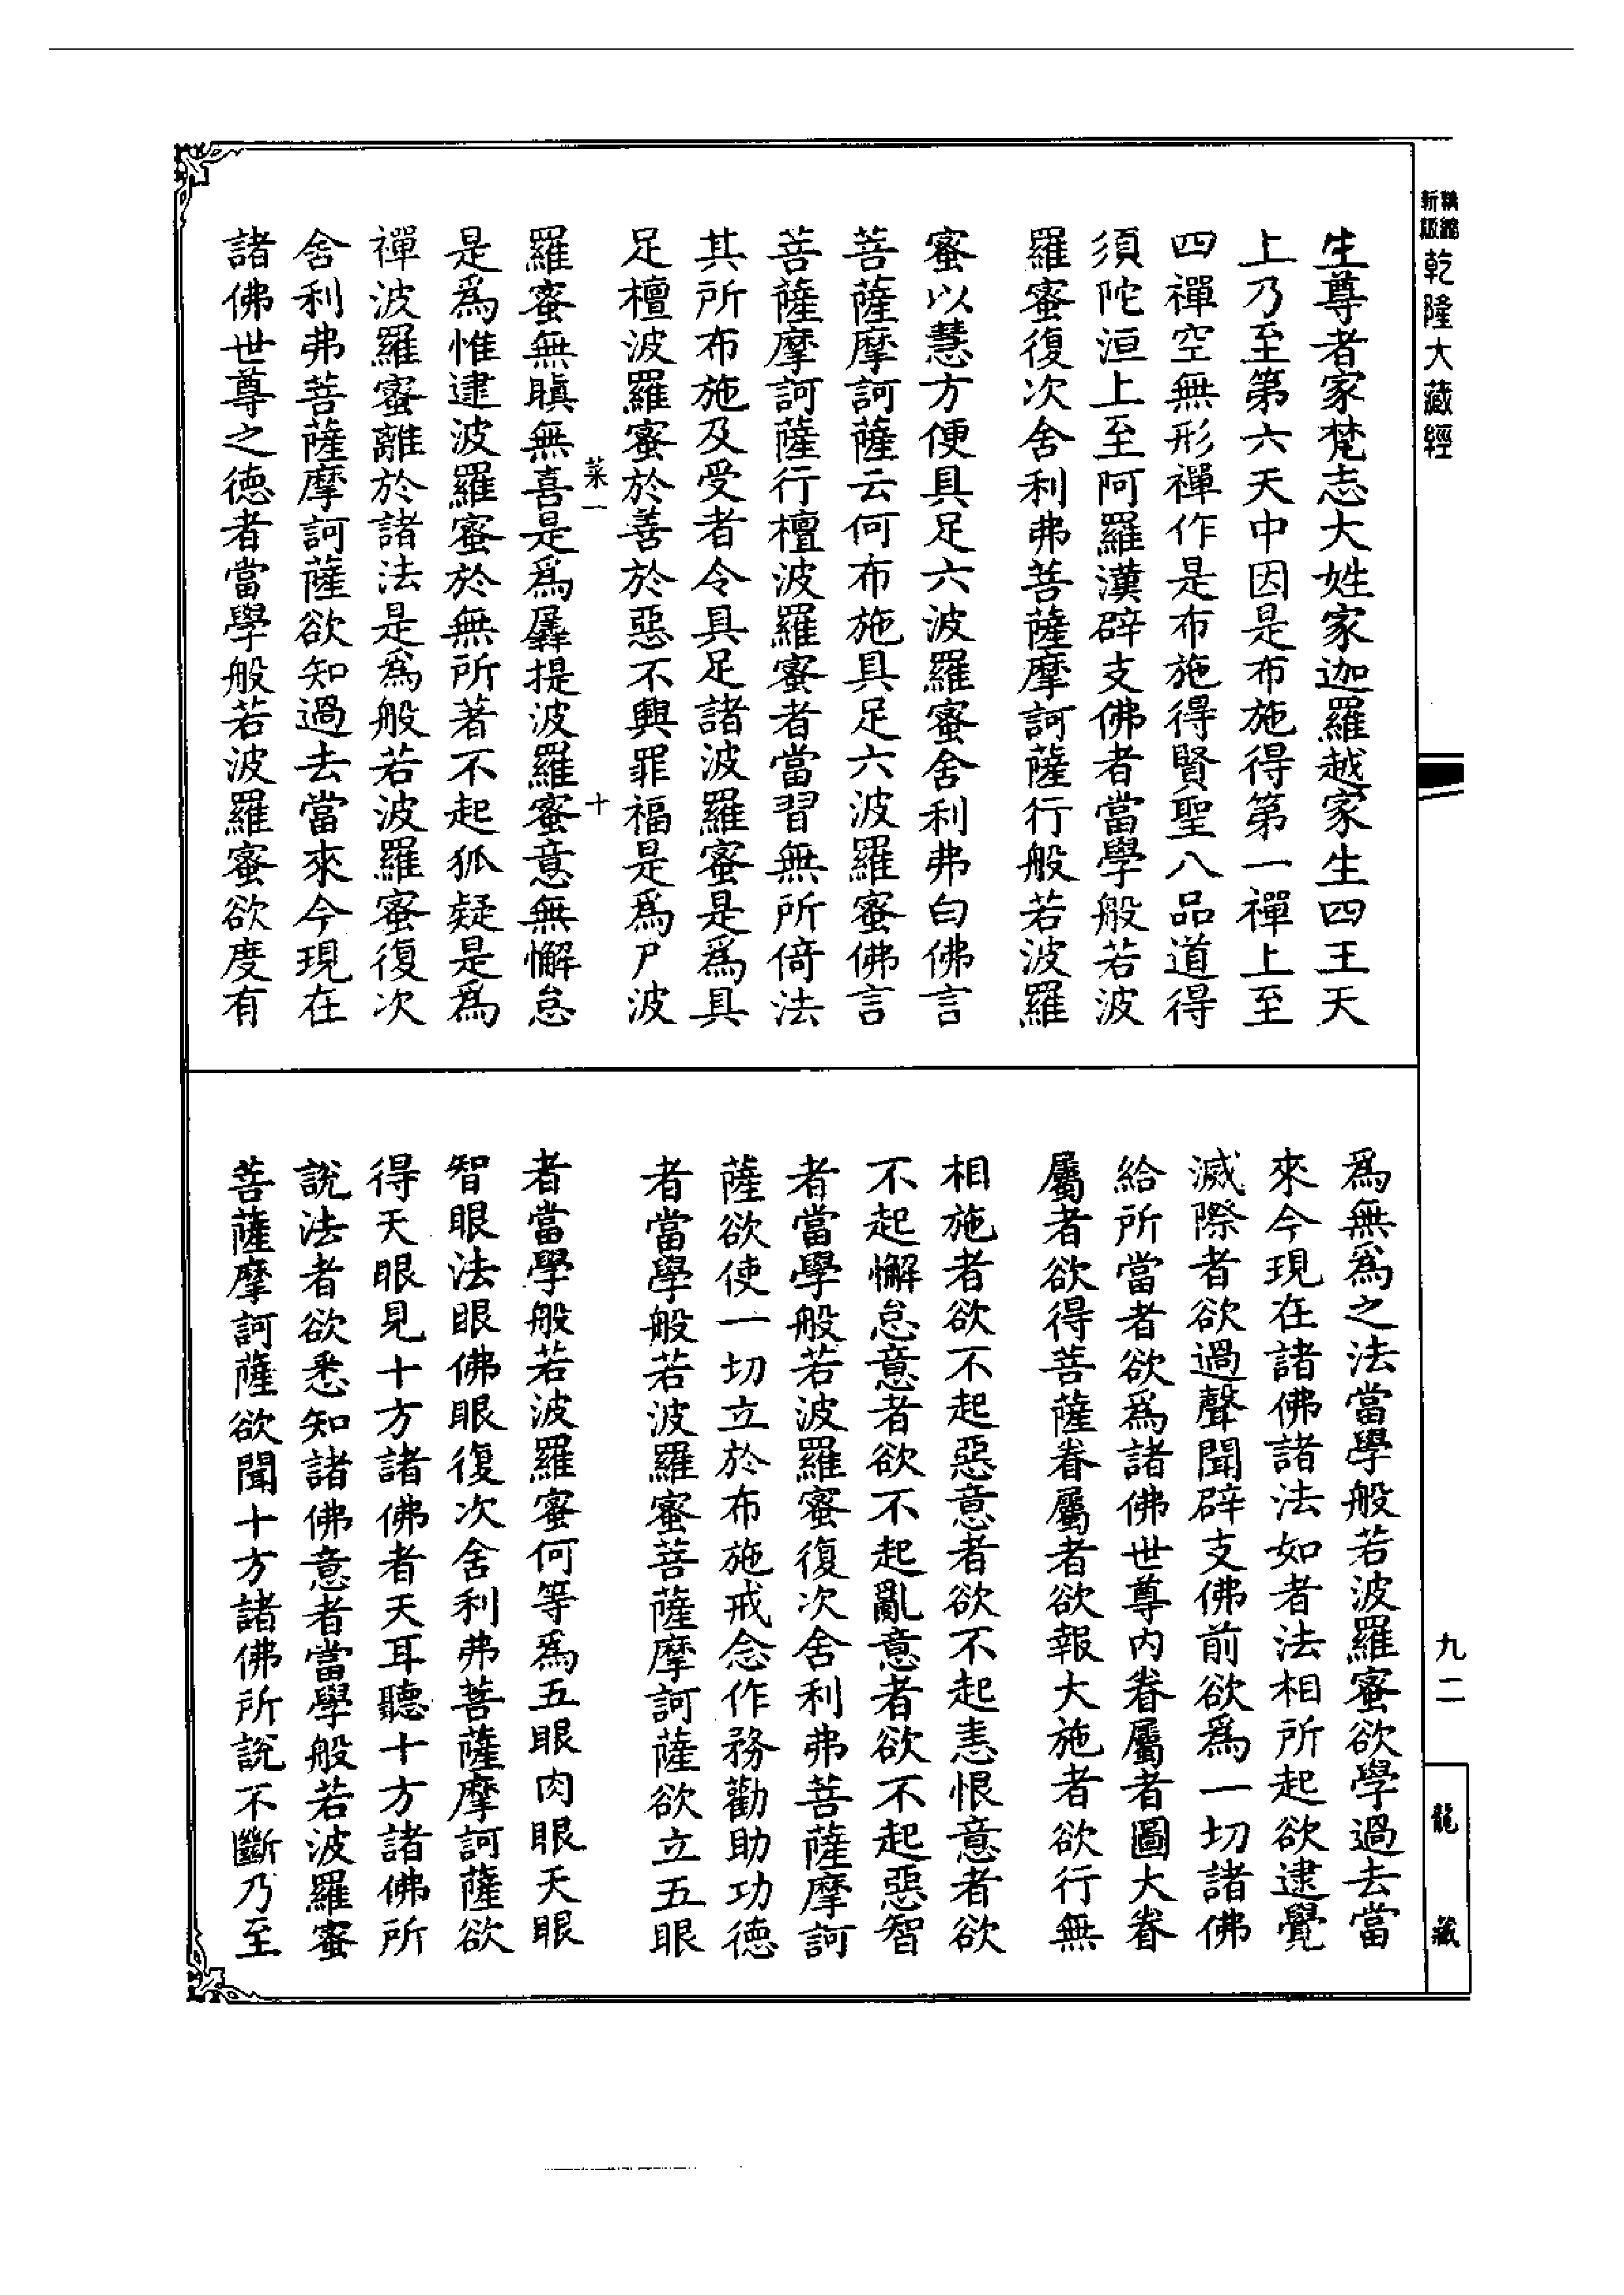 精縮
新版
乾隆大藏經
生尊者家梵志大姓家迦羅越家生四王天
上乃至第六天中因是布施得第一禪上至
四禪空無形禪作是布施得賢聖八品道得
須陀洹上至阿羅漢辟支佛者當學般若波
羅蜜復次舍利弗菩薩摩訶薩行般若波羅
蜜以慧方便具足六波羅蜜舍利弗白佛言
菩薩摩訶薩云何布施具足六波羅蜜佛言
菩薩摩訶薩行檀波羅蜜者當習無所倚法
其所布施及受者令具足諸波羅蜜是爲具
足檀波羅蜜於善於惡不興罪福是爲尸波
菜一
十
羅蜜無瞋無喜是爲羼提波羅蜜意無懈怠
是爲惟逮波羅蜜於無所著不起狐疑是爲
禪波羅蜜離於諸法是爲般若波羅蜜復次
舍利弗菩薩摩訶薩欲知過去當來今現在
諸佛世尊之德者當學般若波羅蜜欲度有
爲無爲之法當學般若波羅蜜欲學過去當
來今現在諸佛諸法如者法相所起欲逮覺
滅際者欲過聲聞辟支佛前欲爲一切諸佛
給所當者欲爲諸佛世尊內眷屬者圖大眷
屬者欲得菩薩眷屬者欲報大施者欲行無
相施者欲不起惡意者欲不起恚恨意者欲
不起懈怠意者欲不起亂意者欲不起惡智
者當學般若波羅蜜復次舍利弗菩薩摩訶
薩欲使一切立於布施戒念作務勸助功德
者當學般若波羅蜜菩薩摩訶薩欲立五眼
者當學般若波羅蜜何等爲五眼肉眼天眼
智眼法眼佛眼復次舍利弗菩薩摩訶薩欲
得天眼見十方諸佛者天耳聽十方諸佛所
說法者欲悉知諸佛意者當學般若波羅蜜
菩薩摩訶薩欲聞十方諸佛所說不斷乃至
九二
龍藏